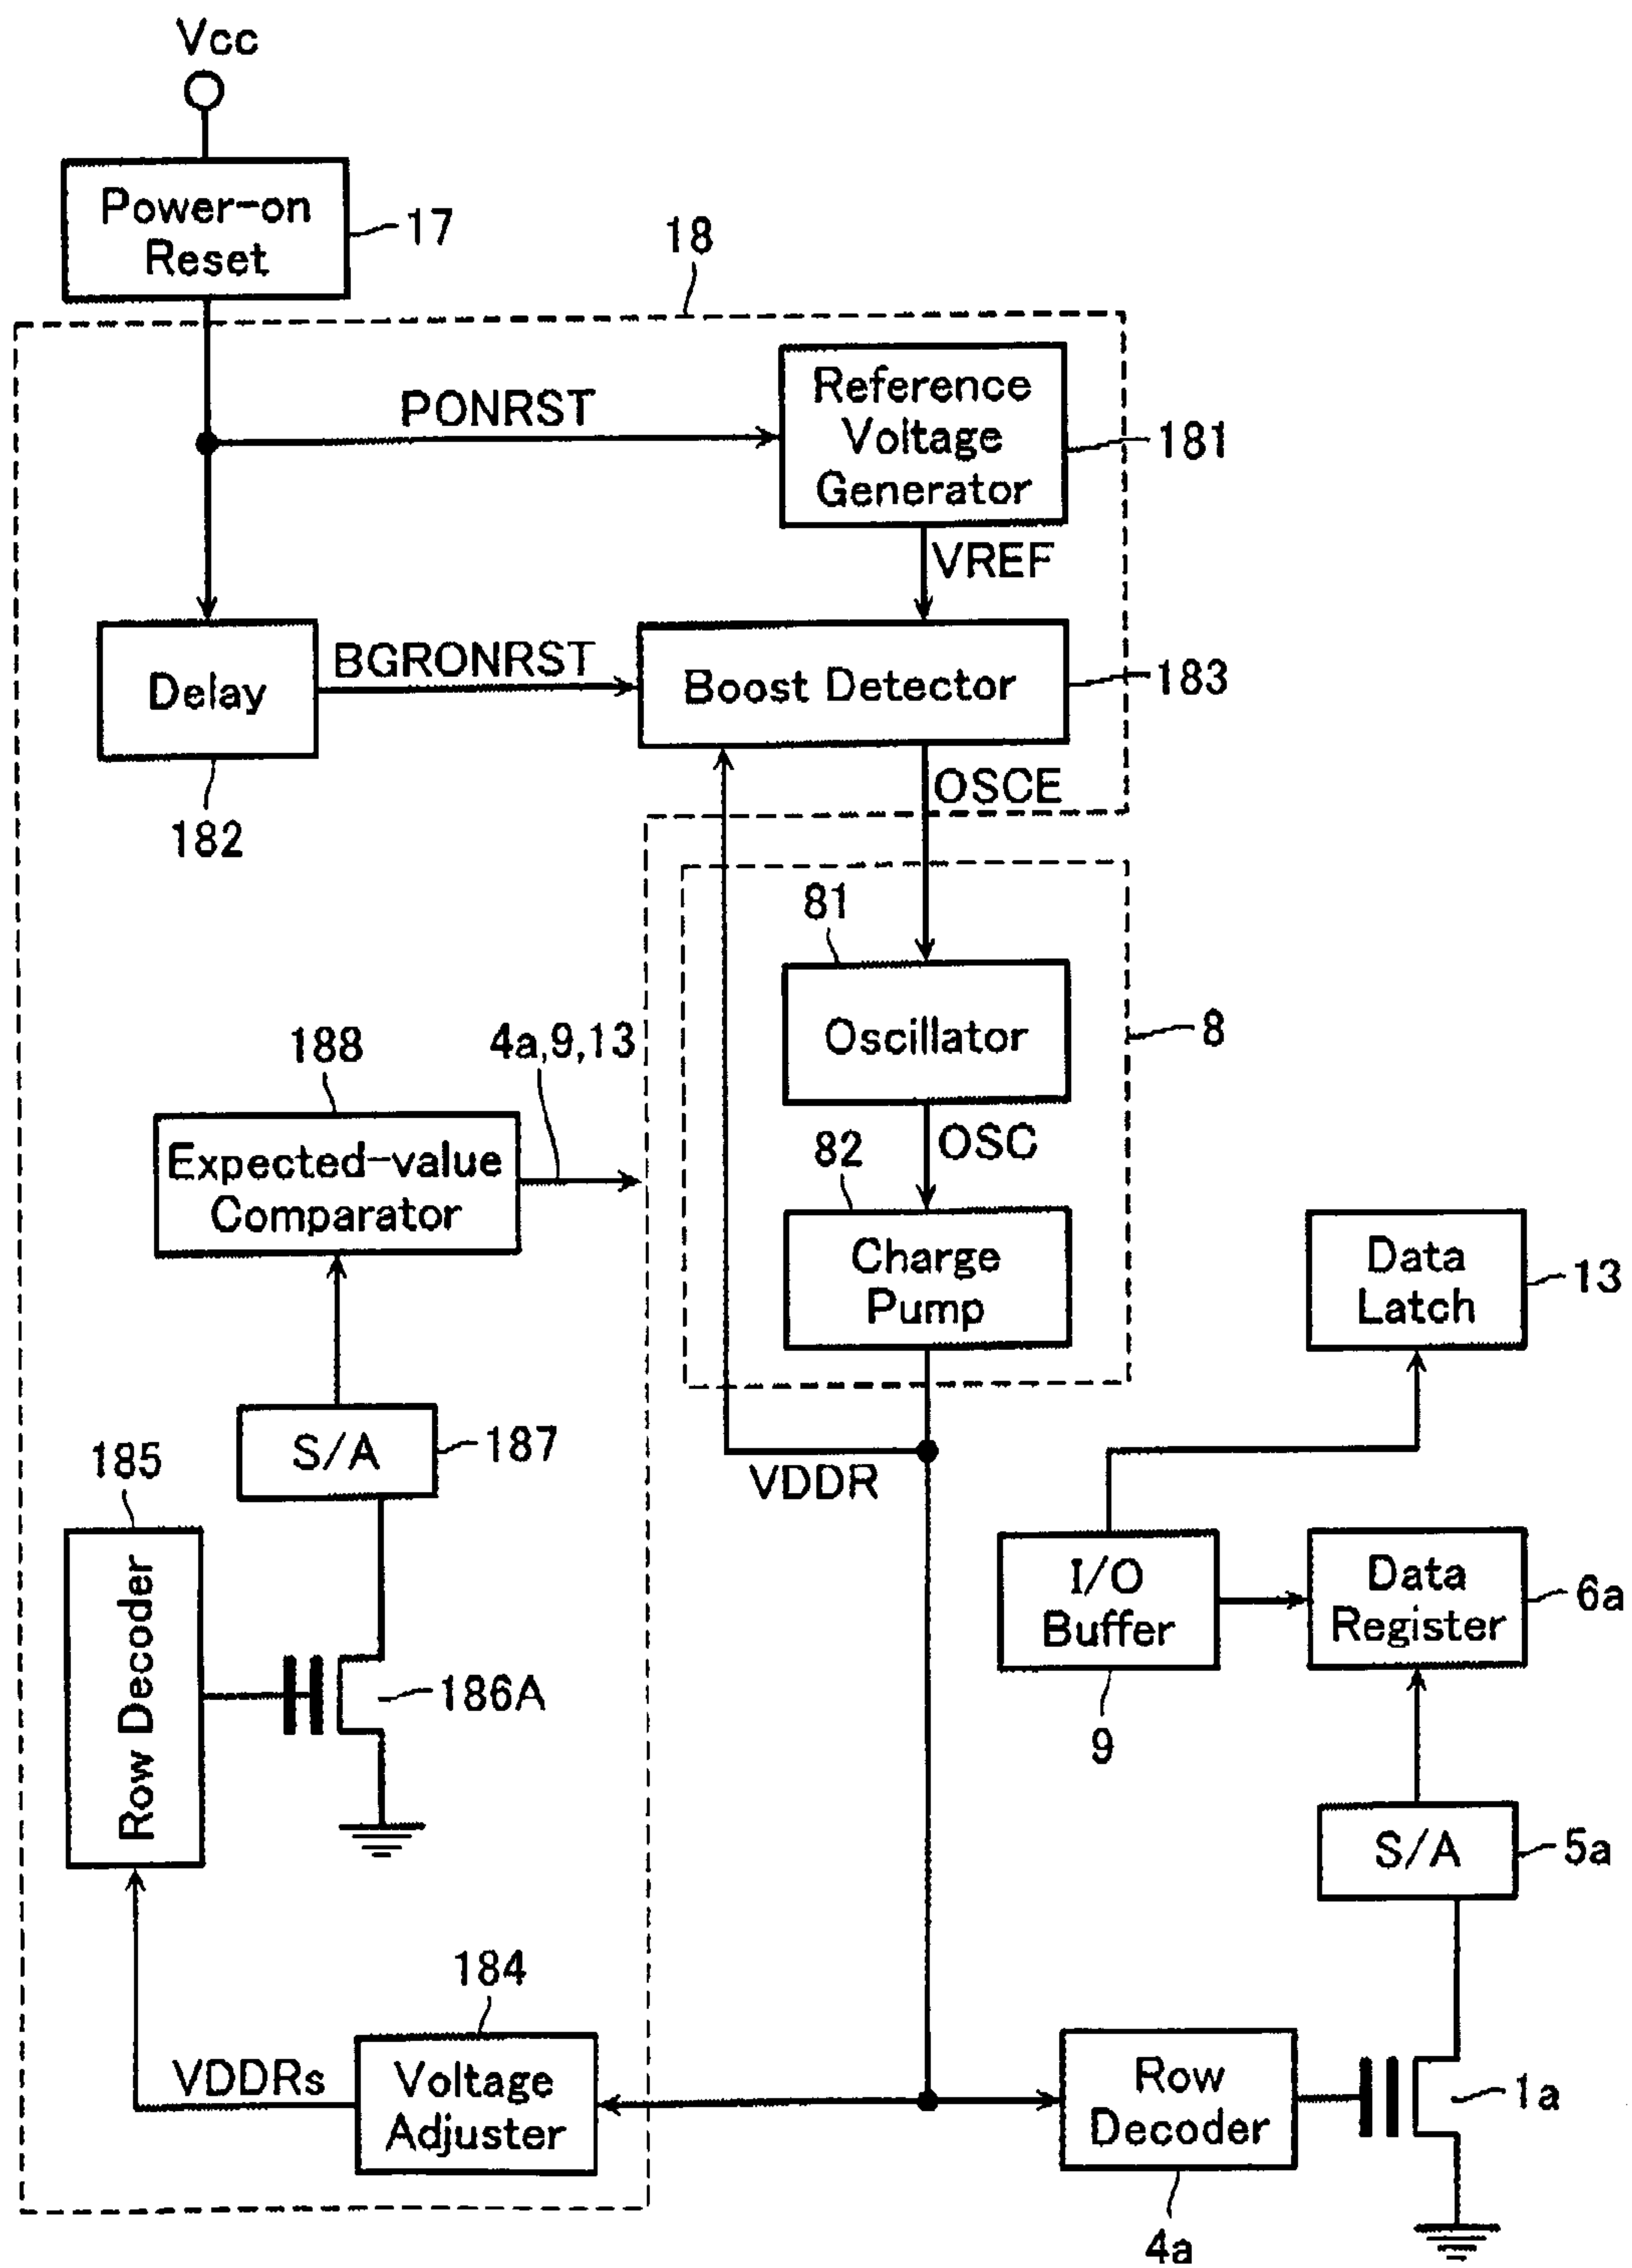 Vcc
Power-on
Reset
17
18
PONRST
Reference
Voltage
Generator
181
VREF
Delay
182
BGRONRST
Boost Detector
183
OSCE
81
Oscillator
8
OSC
82
Charge
Pump
188
4a,9,13
Expected-value
Comparator
Data
Latch
13
S/A
187
VDDR
185
Row Decoder
186A
I/O
Buffer
9
Data
Register
6a
S/A
5a
184
VDDRs
Voltage
Adjuster
Row
Decoder
4a
1a